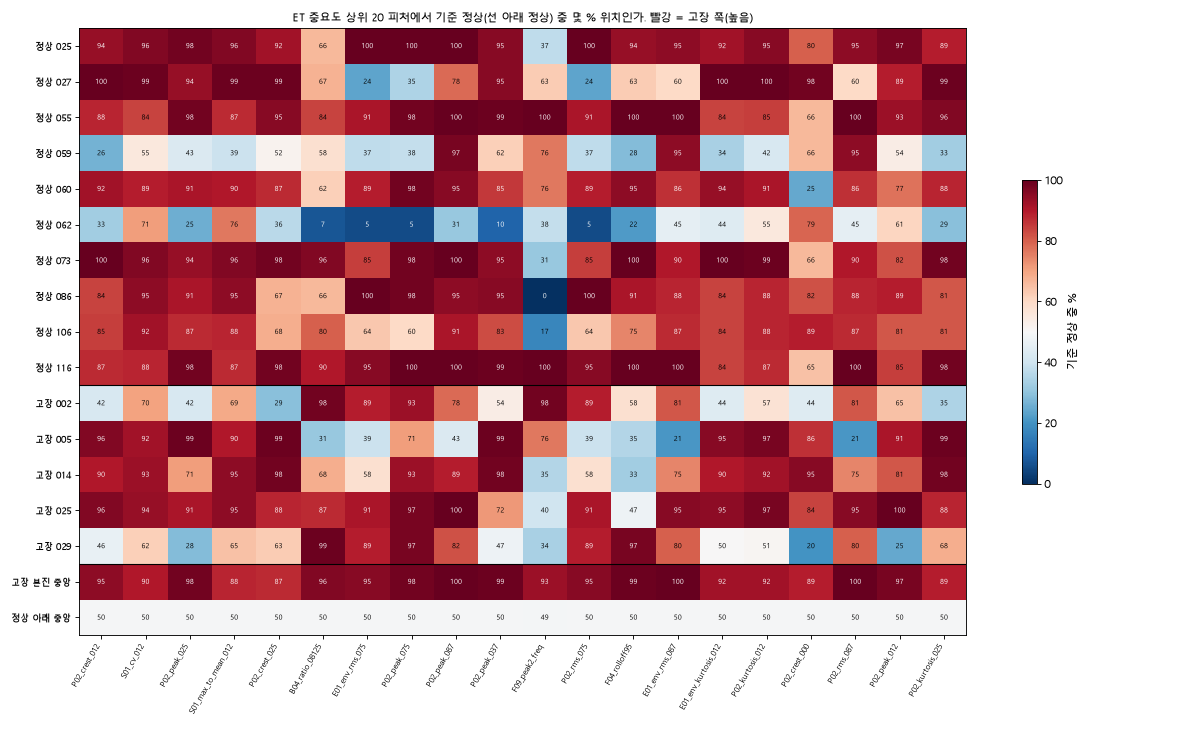 ET 중요도 상위 20 피처에서 기준 정상(선 아래 정상) 중 몇 % 위치인가. 빨강 = 고장 쪽(높음)
정상 025 94 96 98 96 92 66 100 100 100 95 37 100 94 95 92 95 80 95 97 89
정상 027 100 99 94 99 99 67 24 35 78 95 63 24 63 60 100 100 98 60 89 99
정상 055 88 84 98 87 95 84 91 98 100 99 100 91 100 100 84 85 66 100 93 96
정상 059 26 55 43 39 52 58 37 38 97 62 76 37 28 95 34 42 66 95 54 33
정상 060 92 89 91 90 87 62 89 98 95 85 76 89 95 86 94 91 25 86 77 88
정상 062 33 71 25 76 36 7 5 5 31 10 38 5 22 45 44 55 79 45 61 29
정상 073 100 96 94 96 98 96 85 98 100 95 31 85 100 90 100 99 66 90 82 98
정상 086 84 95 91 95 67 66 100 98 95 95 0 100 91 88 84 88 82 88 89 81
정상 106 85 92 87 88 68 80 64 60 91 83 17 64 75 87 84 88 89 87 81 81
정상 116 87 88 98 87 98 90 95 100 100 100 100 95 100 100 84 87 65 100 85 98
고장 002 42 70 42 69 29 98 89 93 78 54 98 89 58 81 44 57 44 81 65 35
고장 005 96 92 99 90 99 31 39 71 43 99 76 39 35 21 95 97 86 21 91 99
고장 014 90 93 71 95 98 68 58 93 89 98 35 58 33 75 90 92 95 75 81 98
고장 025 96 94 91 95 88 87 91 97 100 72 40 91 47 95 95 97 84 95 100 88
고장 029 46 62 28 65 63 99 89 97 82 47 34 89 97 80 50 51 20 80 25 68
고장 본진 중앙 95 90 98 88 87 96 95 98 100 99 93 95 99 100 92 92 89 100 97 89
정상 아래 중앙 50 50 50 50 50 50 50 50 50 50 49 50 50 50 50 50 50 50 50 50
P02_crest_012
S01_cv_012
P02_peak_025
S01_max_to_mean_012
P02_crest_025
B04_ratio_08125
E01_env_rms_075
P02_peak_075
P02_peak_087
P02_peak_037
F09_peak2_freq
P02_rms_075
F04_rolloff95
E01_env_rms_087
E01_env_kurtosis_012
P02_kurtosis_012
P02_crest_000
P02_rms_087
P02_peak_012
P02_kurtosis_025
100
80
60
40
20
0
기준 정상 중 %